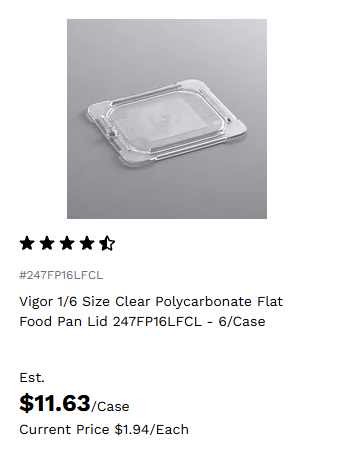 #247FP16LFCL
Vigor 1/6 Size Clear Polycarbonate Flat
Food Pan Lid 247FP16LFCL - 6/Case
Est.
$11.63/Case
Current Price $1.94/Each